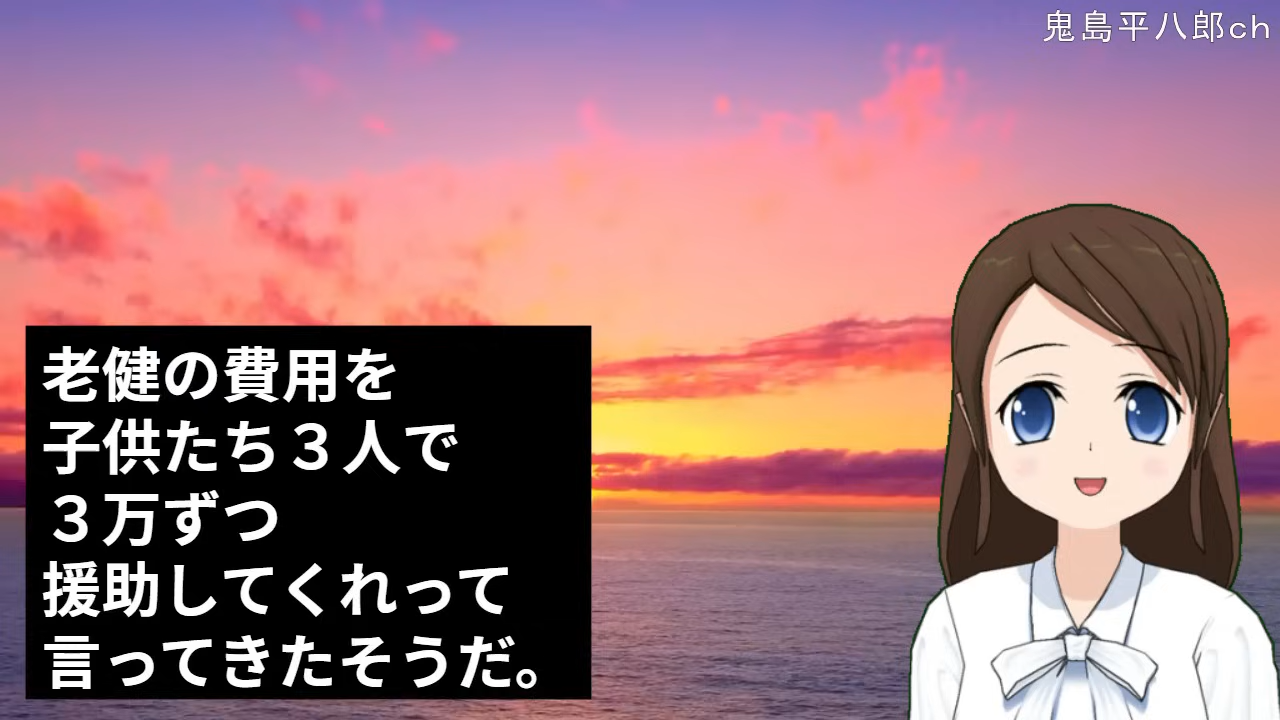 鬼島平八郎ch
老健の費用を
子供たち３人で
３万ずつ
援助してくれって
言ってきたそうだ。